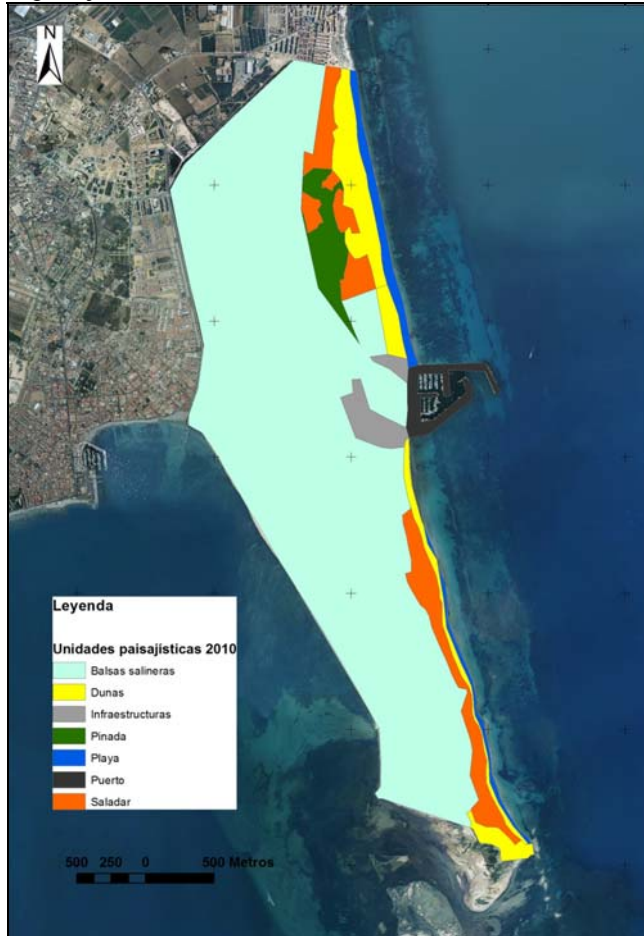 N
Leyenda
Unidades paisajísticas 2010
Balsas salineras
Dunas
Infraestructuras
Pinada
Playa
Puerto
Saladar
500 250 0 500 Metros